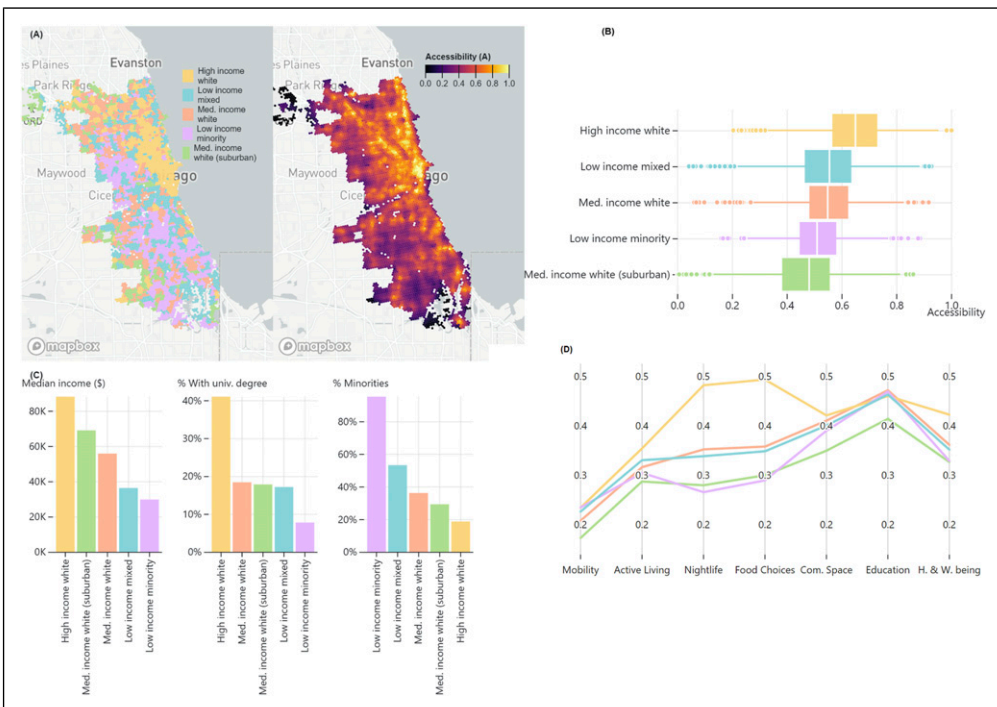 (A)
es Plaines
Evanston
Park Ridge
ORD
Maywood
Cice
ago
High income
white
Low income
mixed
Med. income
white
Low income
minority
Med. income
white (suburban)
mapbox
Evanston
Park Ridge
Maywood
Cice
ago
Accessibility (A)
0.0 0.2 0.4 0.6 0.8 1.0
mapbox
(B)
High income white
Low income mixed
Med. income white
Low income minority
Med. income white (suburban)
0.0 0.2 0.4 0.6 0.8 1.0
Accessibility
(C)
Median income ($)
80K
60K
40K
20K
0K
High income white
Med. income white (suburban)
Med. income white
Low income mixed
Low income minority
% With univ. degree
40%
30%
20%
10%
0%
High income white
Med. income white
Med. income white (suburban)
Low income mixed
Low income minority
% Minorities
80%
60%
40%
20%
0%
Low income minority
Low income mixed
Med. income white
Med. income white (suburban)
High income white
(D)
0.5 0.5 0.5 0.5 0.5 0.5 0.5
0.4 0.4 0.4 0.4 0.4 0.4 0.4
0.3 0.3 0.3 0.3 0.3 0.3 0.3
0.2 0.2 0.2 0.2 0.2 0.2 0.2
Mobility Active Living Nightlife Food Choices Com. Space Education H. & W. being